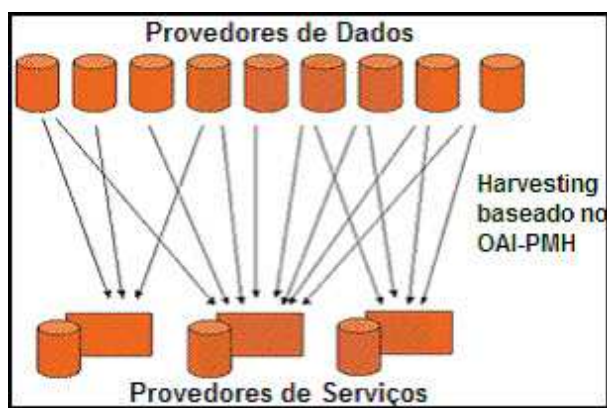 Provedores de Dados
Harvesting
baseado no
OAI-PMH
Provedores de Serviços